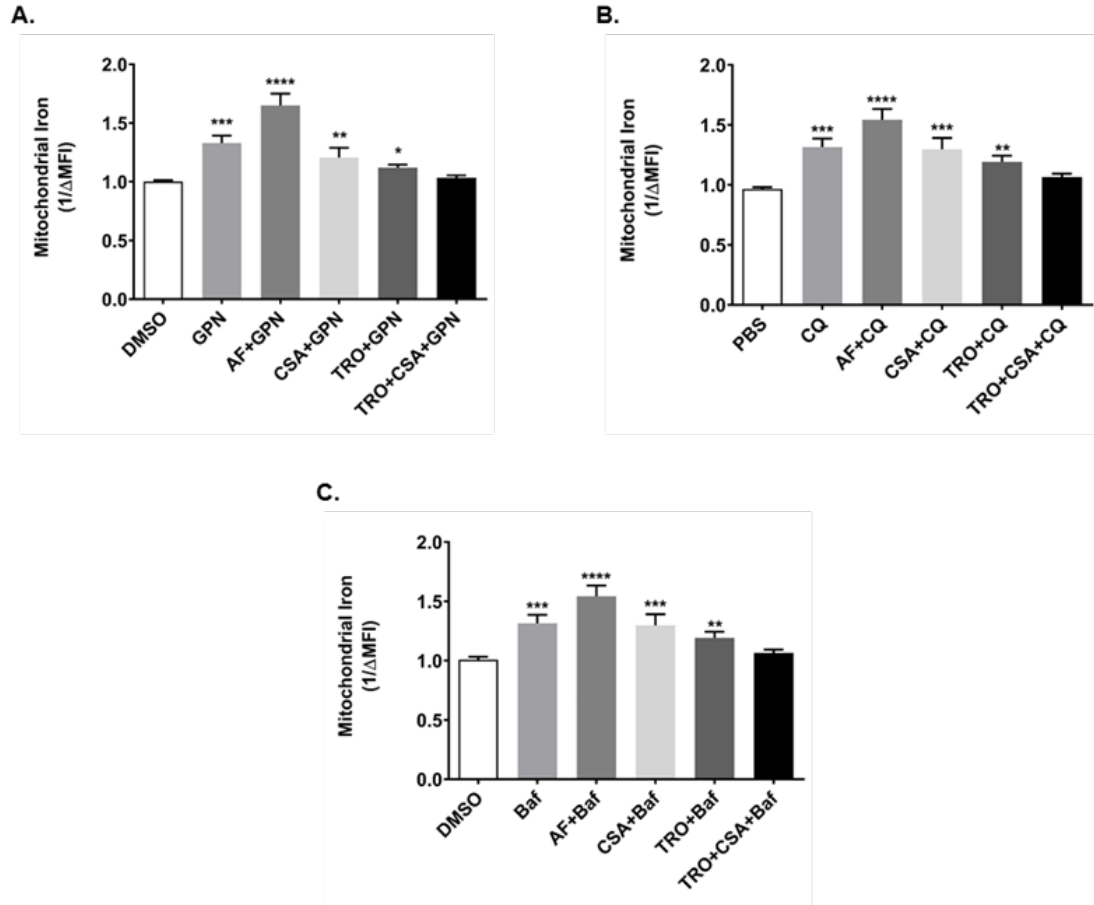 A.
Mitochondrial Iron
(1/ΔMFI)
2.0
1.5
1.0
0.5
0.0
***
****
**
*
DMSO
GPN
AF+GPN
CSA+GPN
TRO+GPN
TRO+CSA+GPN
B.
Mitochondrial Iron
(1/ΔMFI)
2.0
1.5
1.0
0.5
0.0
***
****
***
**
PBS
CQ
AF+CQ
CSA+CQ
TRO+CQ
TRO+CSA+CQ
C.
Mitochondrial Iron
(1/ΔMFI)
2.0
1.5
1.0
0.5
0.0
***
****
***
**
DMSO
Baf
AF+Baf
CSA+Baf
TRO+Baf
TRO+CSA+Baf